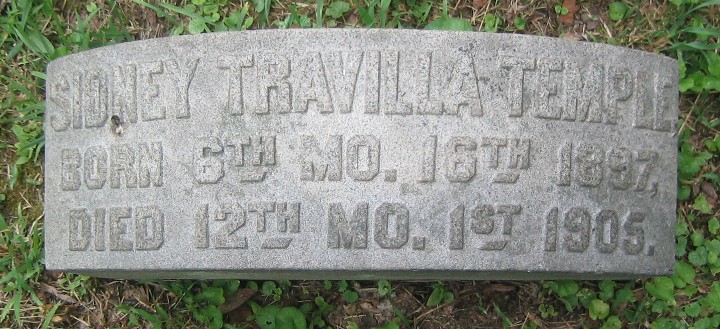 SIDNEY TRAVILLA TEMPLE
BORN 6TH MO. 16TH 1897,
DIED 12TH MO. 1ST 1905.